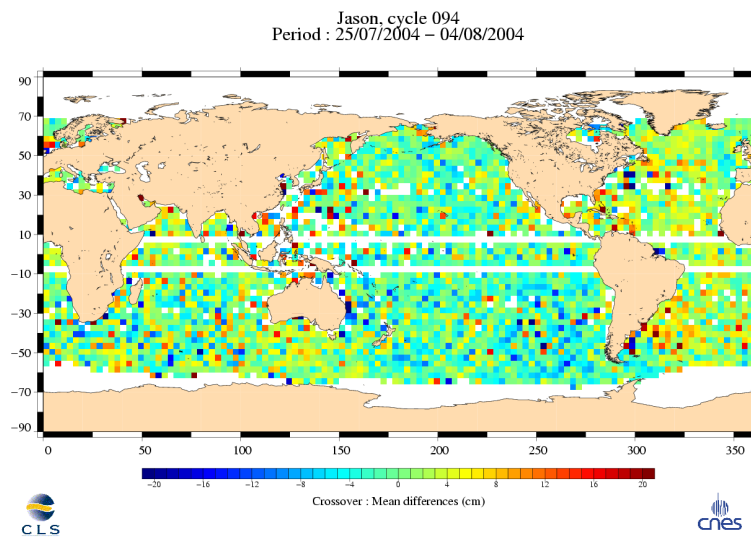 Jason, cycle 094
Period : 25/07/2004 − 04/08/2004
90
70
50
30
10
−10
−30
−50
−70
−90
0 50 100 150 200 250 300 350
−20 −16 −12 −8 −4 0 4 8 12 16 20
Crossover : Mean differences (cm)
CLS
cnes